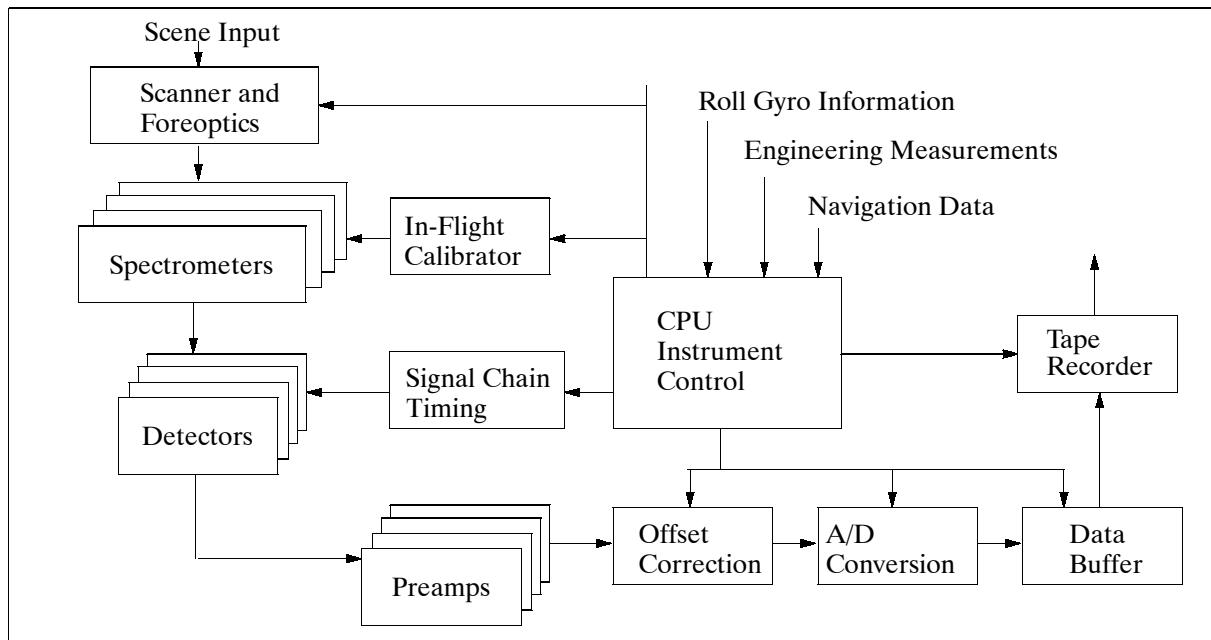 Scene Input
Scanner and
Foreoptics
Roll Gyro Information
Engineering Measurements
Navigation Data
In-Flight
Calibrator
Spectrometers
CPU
Instrument
Control
Tape
Recorder
Signal Chain
Timing
Detectors
Offset
Correction
A/D
Conversion
Data
Buffer
Preamps